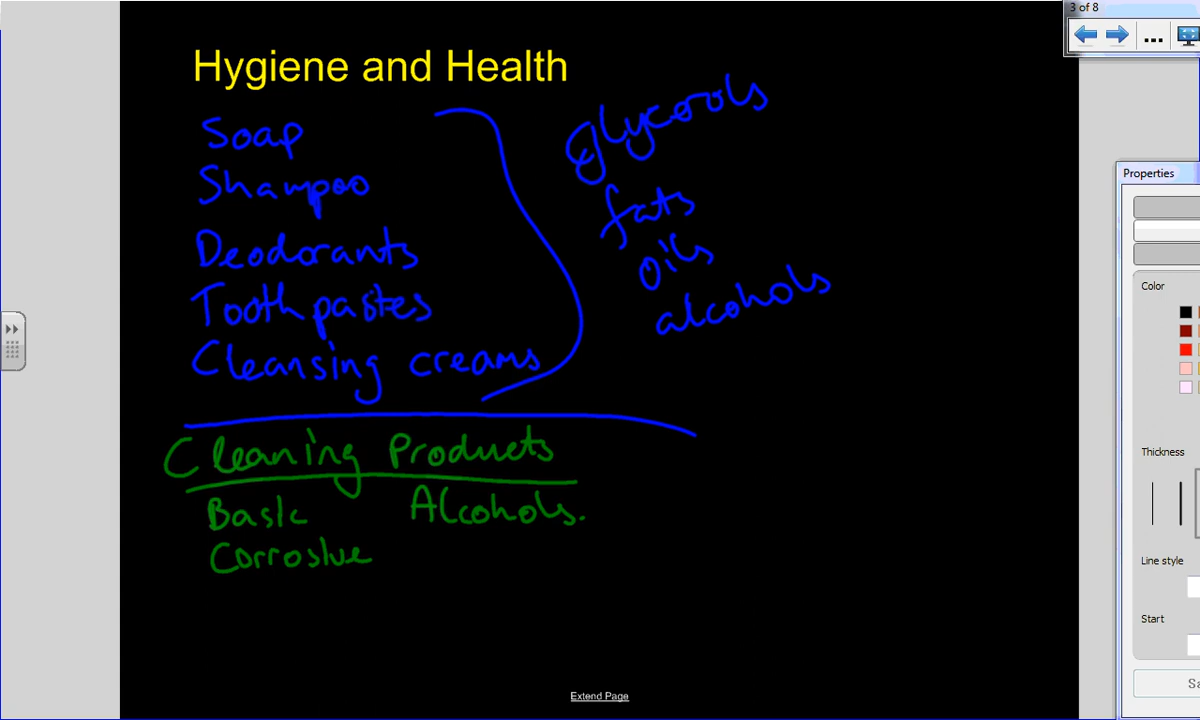 3 of 8
Hygiene and Health
Soap
Shampoo
Deodorants
Toothpastes
Cleansing creams
glycerols
fats
oils
alcohols
Cleaning Products
Basic Alcohols.
Corrosive
Extend Page
Properties
Color
Thickness
Line style
Start